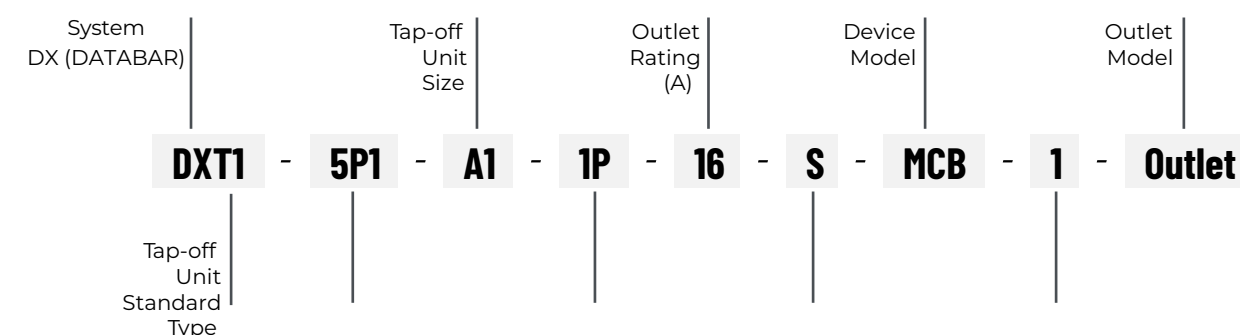 System
DX (DATABAR)
Tap-off
Unit
Size
Outlet
Rating
(A)
Device
Model
Outlet
Model
DXT1 - 5P1 - A1 - 1P - 16 - S - MCB - 1 - Outlet
Tap-off
Unit
Standard
Type